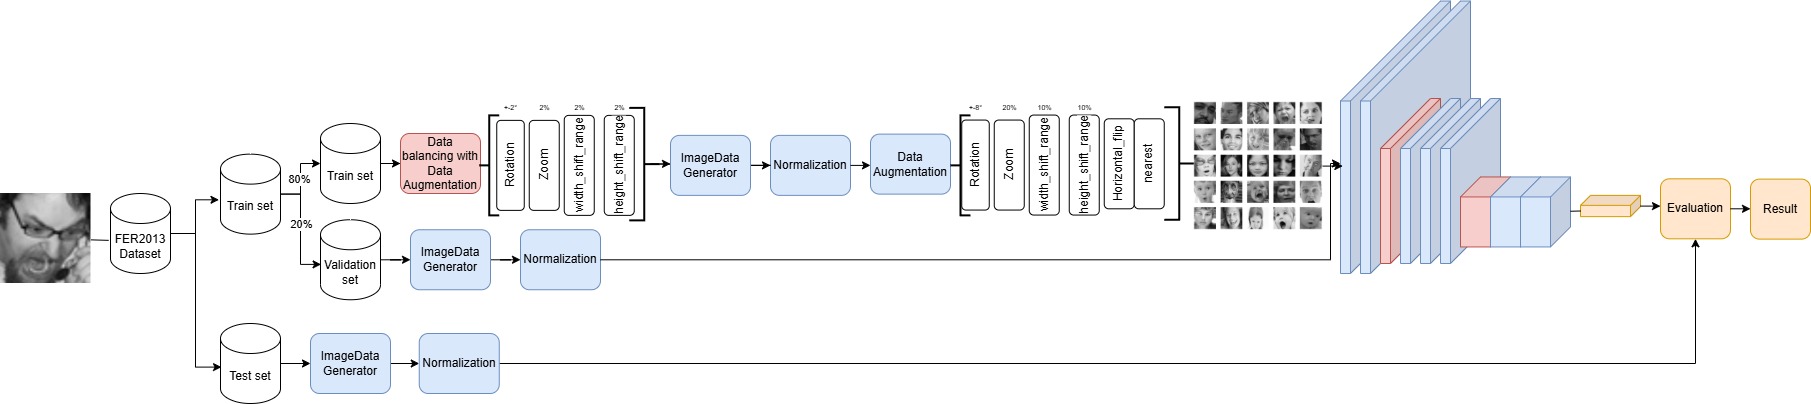 FER2013
Dataset
Train set
80%
20%
Train set
Data
balancing with
Data
Augmentation
+-2°
Rotation
2%
Zoom
2%
width_shift_range
2%
height_shift_range
ImageData
Generator
Normalization
Data
Augmentation
+-8°
Rotation
20%
Zoom
10%
width_shift_range
10%
height_shift_range
Horizontal_flip
nearest
Validation
set
ImageData
Generator
Normalization
Test set
ImageData
Generator
Normalization
Evaluation
Result